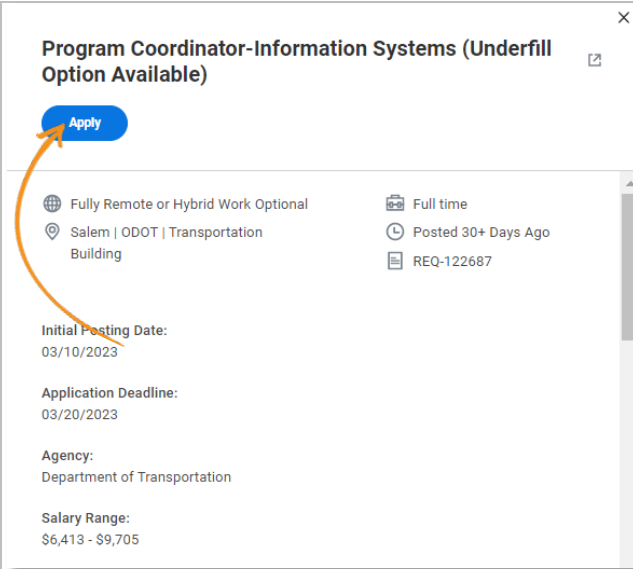 Program Coordinator-Information Systems (Underfill
Option Available)
Apply
Fully Remote or Hybrid Work Optional
Salem | ODOT | Transportation
Building
Full time
Posted 30+ Days Ago
REQ-122687
Initial Posting Date:
03/10/2023
Application Deadline:
03/20/2023
Agency:
Department of Transportation
Salary Range:
$6,413 - $9,705